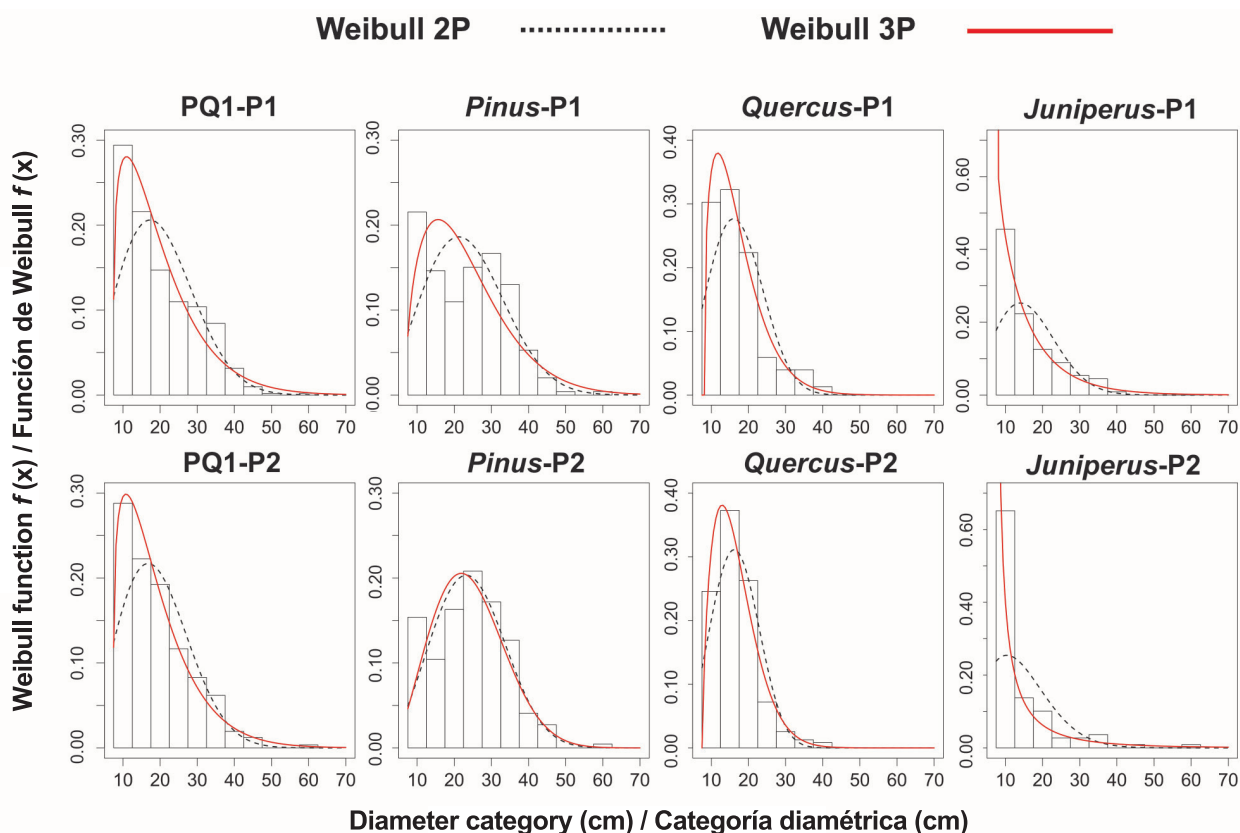 Weibull 2P Weibull 3P
PQ1-P1 Pinus-P1 Quercus-P1 Juniperus-P1
Weibull function f (x) / Función de Weibull f (x)
0.30
0.20
0.10
0.00
10 20 30 40 50 60 70
0.30
0.20
0.10
0.00
10 20 30 40 50 60 70
0.40
0.30
0.20
0.10
0.00
10 20 30 40 50 60 70
0.60
0.40
0.20
0.00
10 20 30 40 50 60 70
PQ1-P2 Pinus-P2 Quercus-P2 Juniperus-P2
0.30
0.20
0.10
0.00
10 20 30 40 50 60 70
0.30
0.20
0.10
0.00
10 20 30 40 50 60 70
0.40
0.30
0.20
0.10
0.00
10 20 30 40 50 60 70
0.60
0.40
0.20
0.00
10 20 30 40 50 60 70
Diameter category (cm) / Categoría diamétrica (cm)